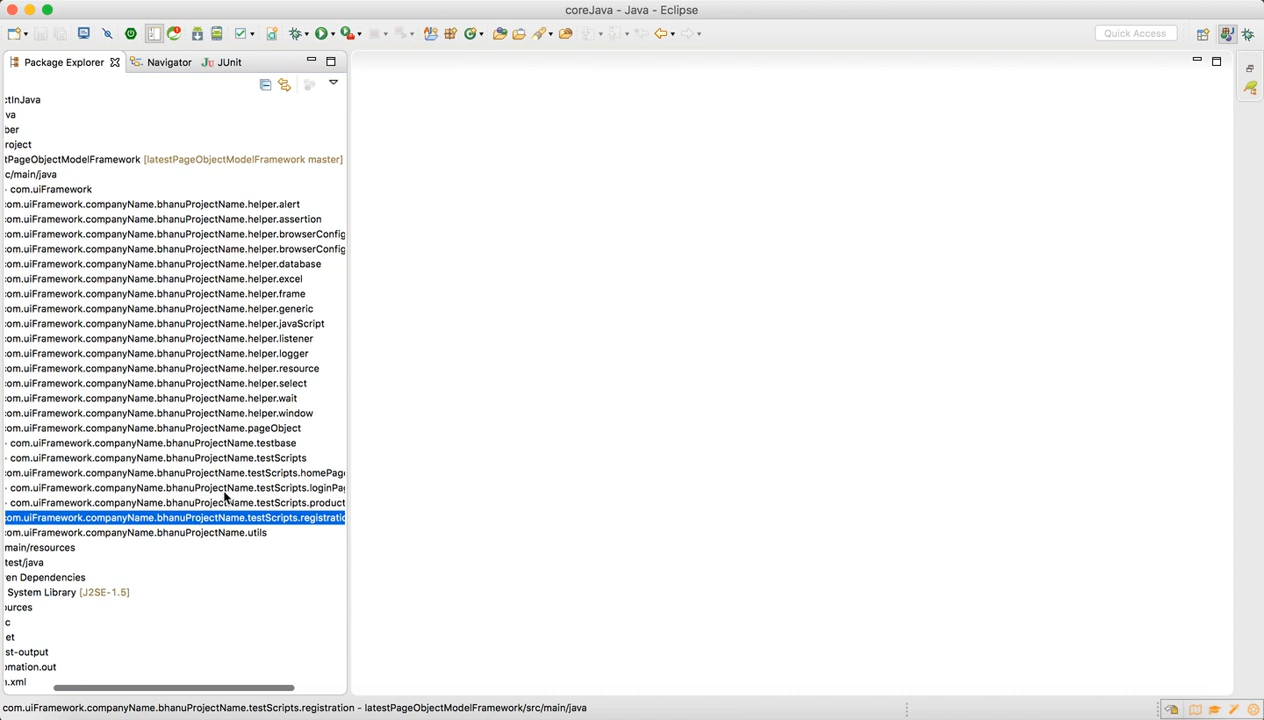 coreJava - Java - Eclipse
Quick Access
Package Explorer
Navigator
JUnit
ctInJava
va
ber
roject
tPageObjectModelFramework [latestPageObjectModelFramework master]
c/main/java
com.uiFramework
com.uiFramework.companyName.bhanuProjectName.helper.alert
com.uiFramework.companyName.bhanuProjectName.helper.assertion
com.uiFramework.companyName.bhanuProjectName.helper.browserConfig
com.uiFramework.companyName.bhanuProjectName.helper.browserConfig
com.uiFramework.companyName.bhanuProjectName.helper.database
com.uiFramework.companyName.bhanuProjectName.helper.excel
com.uiFramework.companyName.bhanuProjectName.helper.frame
com.uiFramework.companyName.bhanuProjectName.helper.generic
com.uiFramework.companyName.bhanuProjectName.helper.javaScript
com.uiFramework.companyName.bhanuProjectName.helper.listener
com.uiFramework.companyName.bhanuProjectName.helper.logger
com.uiFramework.companyName.bhanuProjectName.helper.resource
com.uiFramework.companyName.bhanuProjectName.helper.select
com.uiFramework.companyName.bhanuProjectName.helper.wait
com.uiFramework.companyName.bhanuProjectName.helper.window
com.uiFramework.companyName.bhanuProjectName.pageObject
com.uiFramework.companyName.bhanuProjectName.testbase
com.uiFramework.companyName.bhanuProjectName.testScripts
com.uiFramework.companyName.bhanuProjectName.testScripts.homePage
com.uiFramework.companyName.bhanuProjectName.testScripts.loginPa
com.uiFramework.companyName.bhanuProjectName.testScripts.product
com.uiFramework.companyName.bhanuProjectName.testScripts.registratio
com.uiFramework.companyName.bhanuProjectName.utils
main/resources
test/java
en Dependencies
System Library [J2SE-1.5]
ources
c
et
st-output
omation.out
.xml
com.uiFramework.companyName.bhanuProjectName.testScripts.registration - latestPageObjectModelFramework/src/main/java